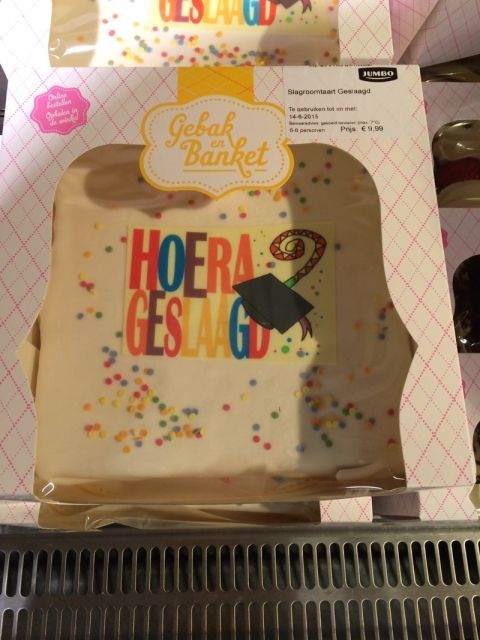 GESLAAGD
JUMBO
Slagroomtaart Geslaagd
Te gebruiken tot en met:
14-6-2015
6-8 personen Prijs: € 9,99
Online
bestellen
Ophalen in
de winkel
Gebak
en
Banket
HOERA
GESLAAGD